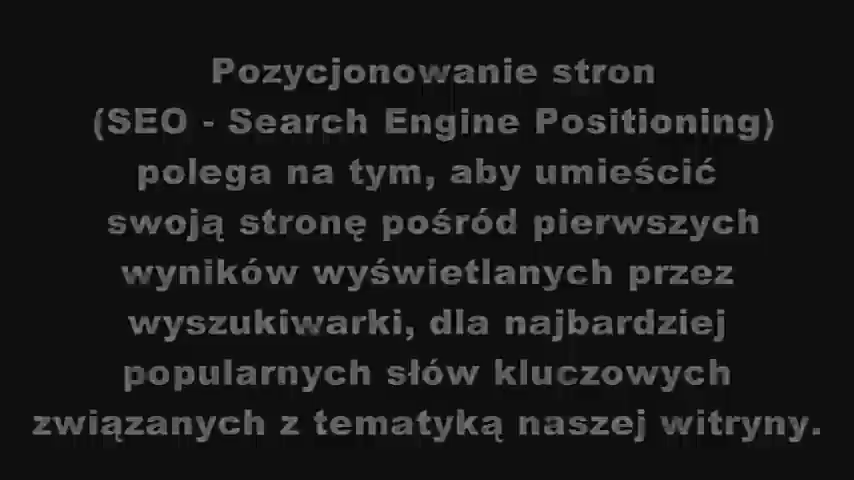 Pozycjonowanie stron
(SEO - Search Engine Positioning)
polega na tym, aby umieścić
swoją stronę pośród pierwszych
wyników wyświetlanych przez
wyszukiwarki, dla najbardziej
popularnych słów kluczowych
związanych z tematyką naszej witryny.